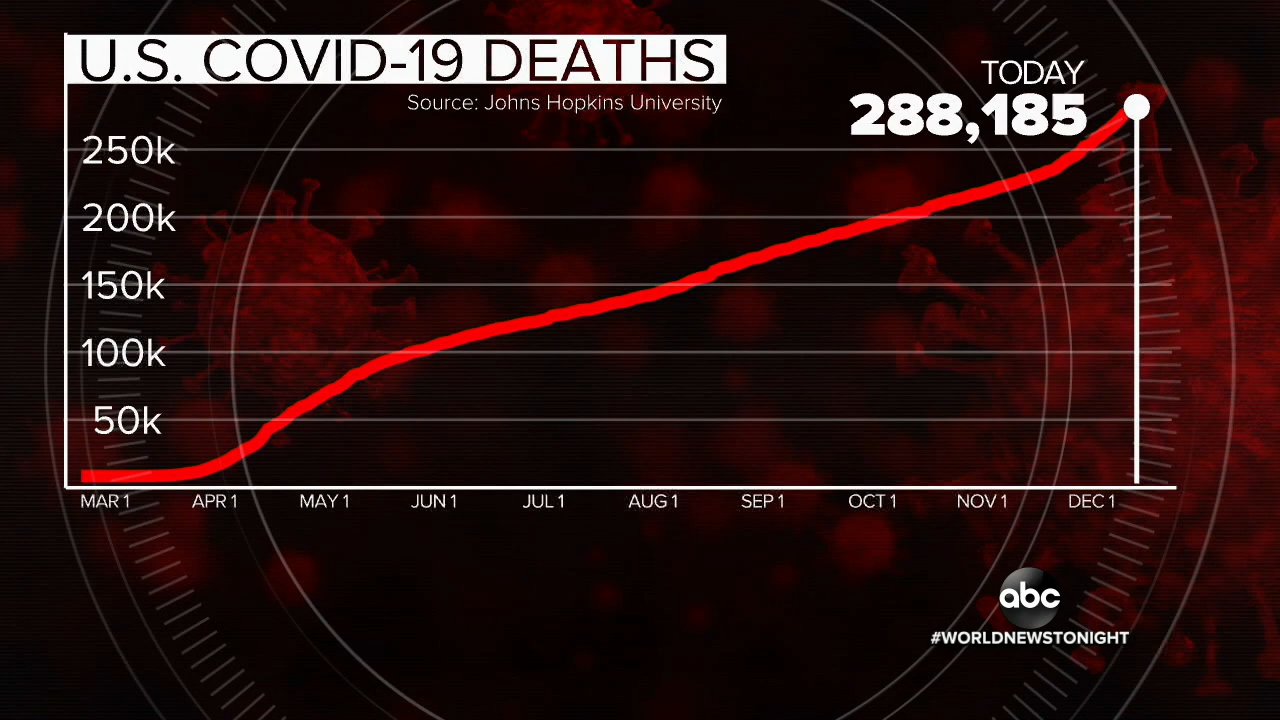 U.S. COVID-19 DEATHS
Source: Johns Hopkins University
TODAY
288,185
250k
200k
150k
100k
50k
MAR 1 APR 1 MAY 1 JUN 1 JUL 1 AUG 1 SEP 1 OCT 1 NOV 1 DEC 1
abc
#WORLDNEWSTONIGHT